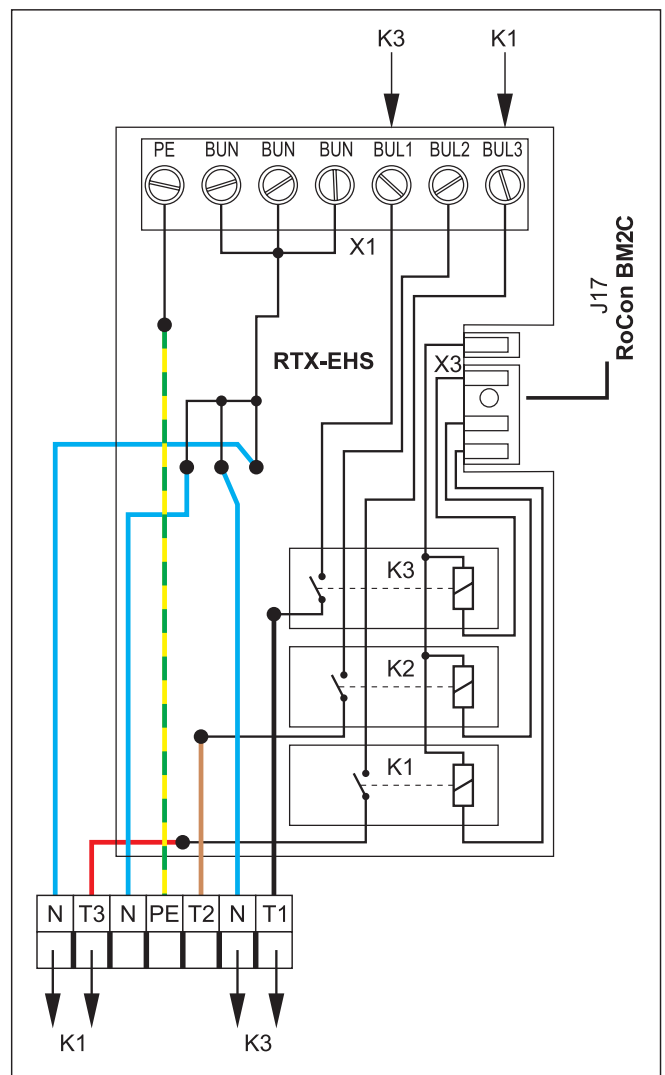 K3 K1
PE BUN BUN BUN BUL1 BUL2 BUL3
X1
J17
RoCon BM2C
X3
RTX-EHS
K3
K2
K1
N T3 N PE T2 N T1
K1 K3